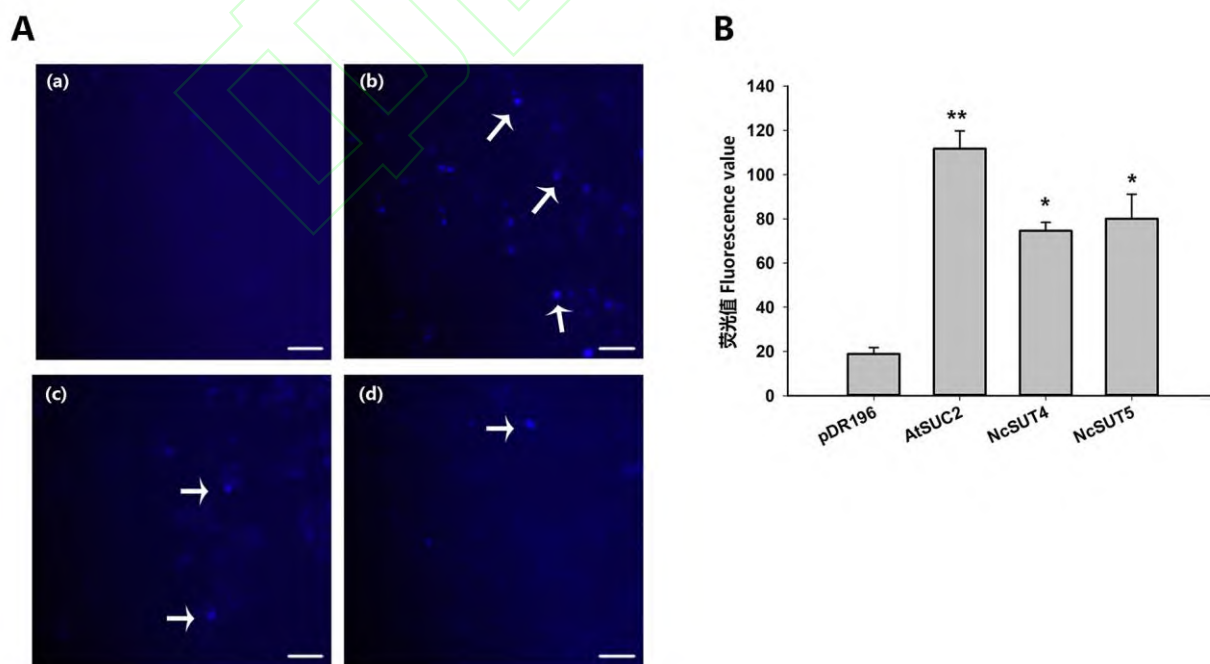 A
(a)
(b)
(c)
(d)
B
荧光值 Fluorescence value
140
120
100
80
60
40
20
0
**
*
*
pDR196
AtSUC2
NcSUT4
NcSUT5